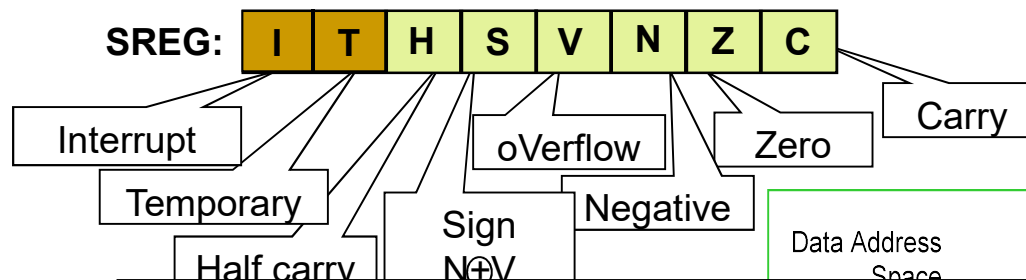 SREG: I T H S V N Z C
Interrupt
Temporary
Half carry
Sign
N⊕V
oVerflow
Negative
Zero
Carry
Data Address
Space